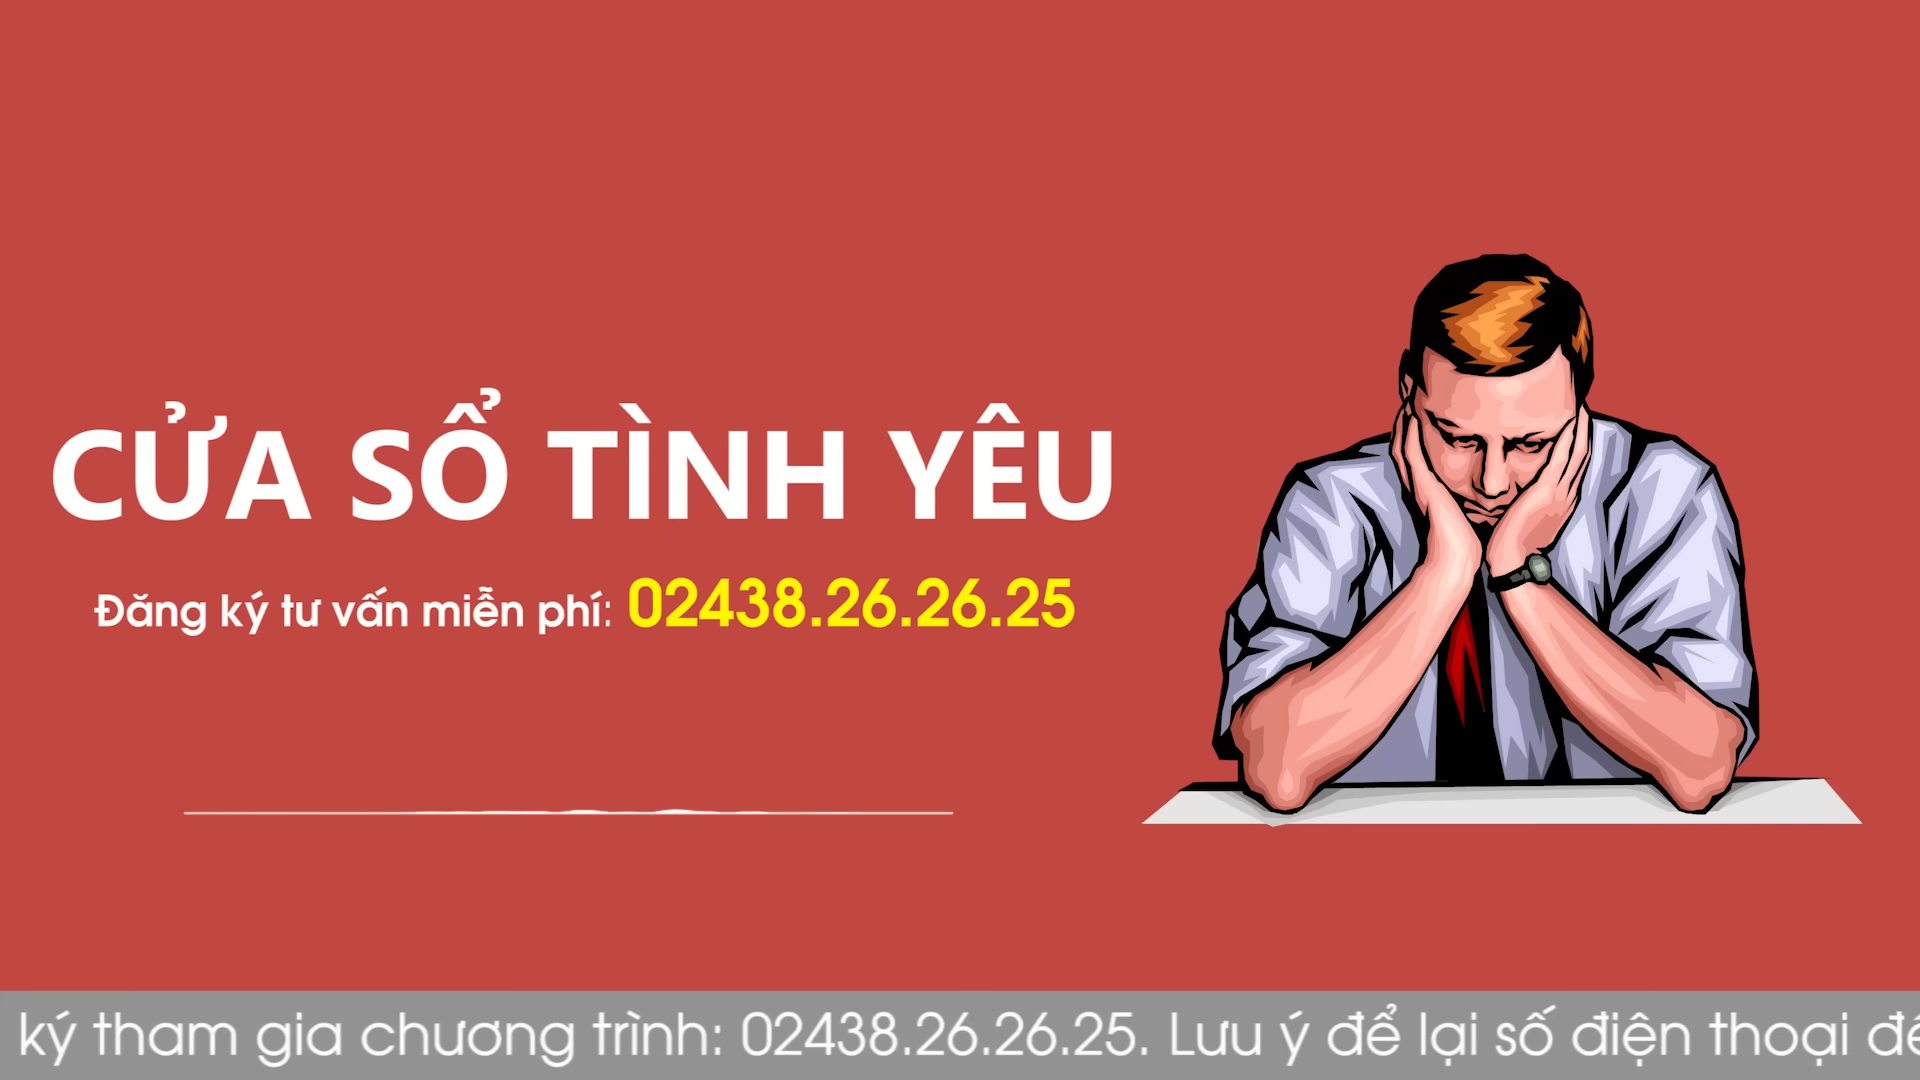 CỬA SỔ TÌNH YÊU
Đăng ký tư vấn miễn phí: 02438.26.26.25
ký tham gia chương trình: 02438.26.26.25. Lưu ý để lại số điện thoại để